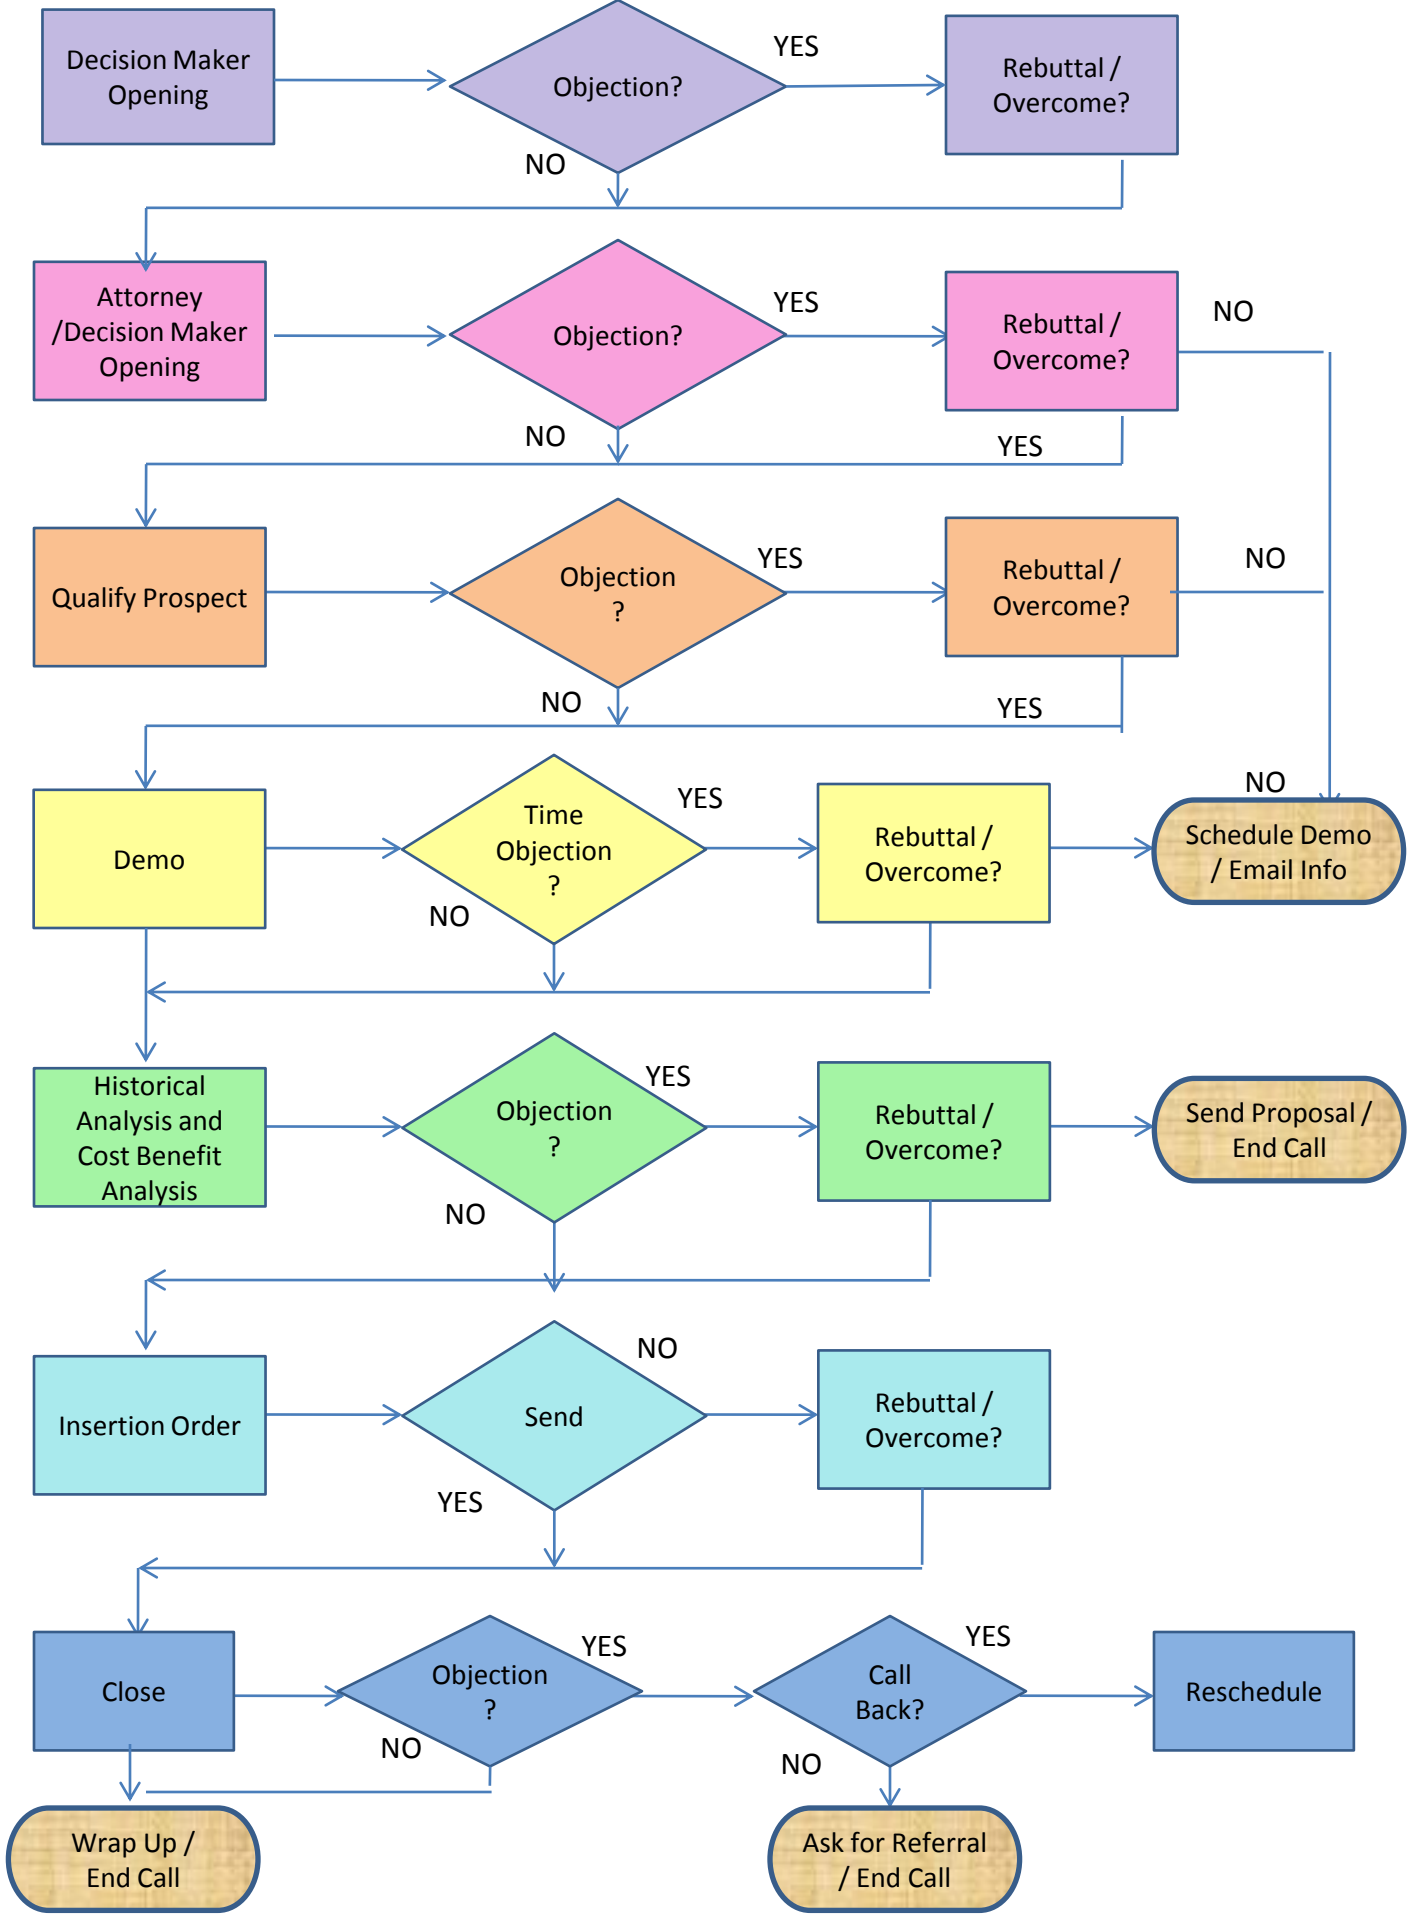 Decision Maker
Opening
Objection?
YES
Rebuttal /
Overcome?
NO
Attorney
/Decision Maker
Opening
Objection?
YES
Rebuttal /
Overcome?
NO
NO
YES
Qualify Prospect
Objection
?
YES
Rebuttal /
Overcome?
NO
NO
YES
Demo
Time
Objection
?
YES
Rebuttal /
Overcome?
NO
Schedule Demo
/ Email Info
NO
Historical
Analysis and
Cost Benefit
Analysis
Objection
?
YES
Rebuttal /
Overcome?
Send Proposal /
End Call
NO
Insertion Order
Send
NO
Rebuttal /
Overcome?
YES
Close
Objection
?
YES
Call
Back?
YES
Reschedule
NO
NO
Wrap Up /
End Call
Ask for Referral
/ End Call